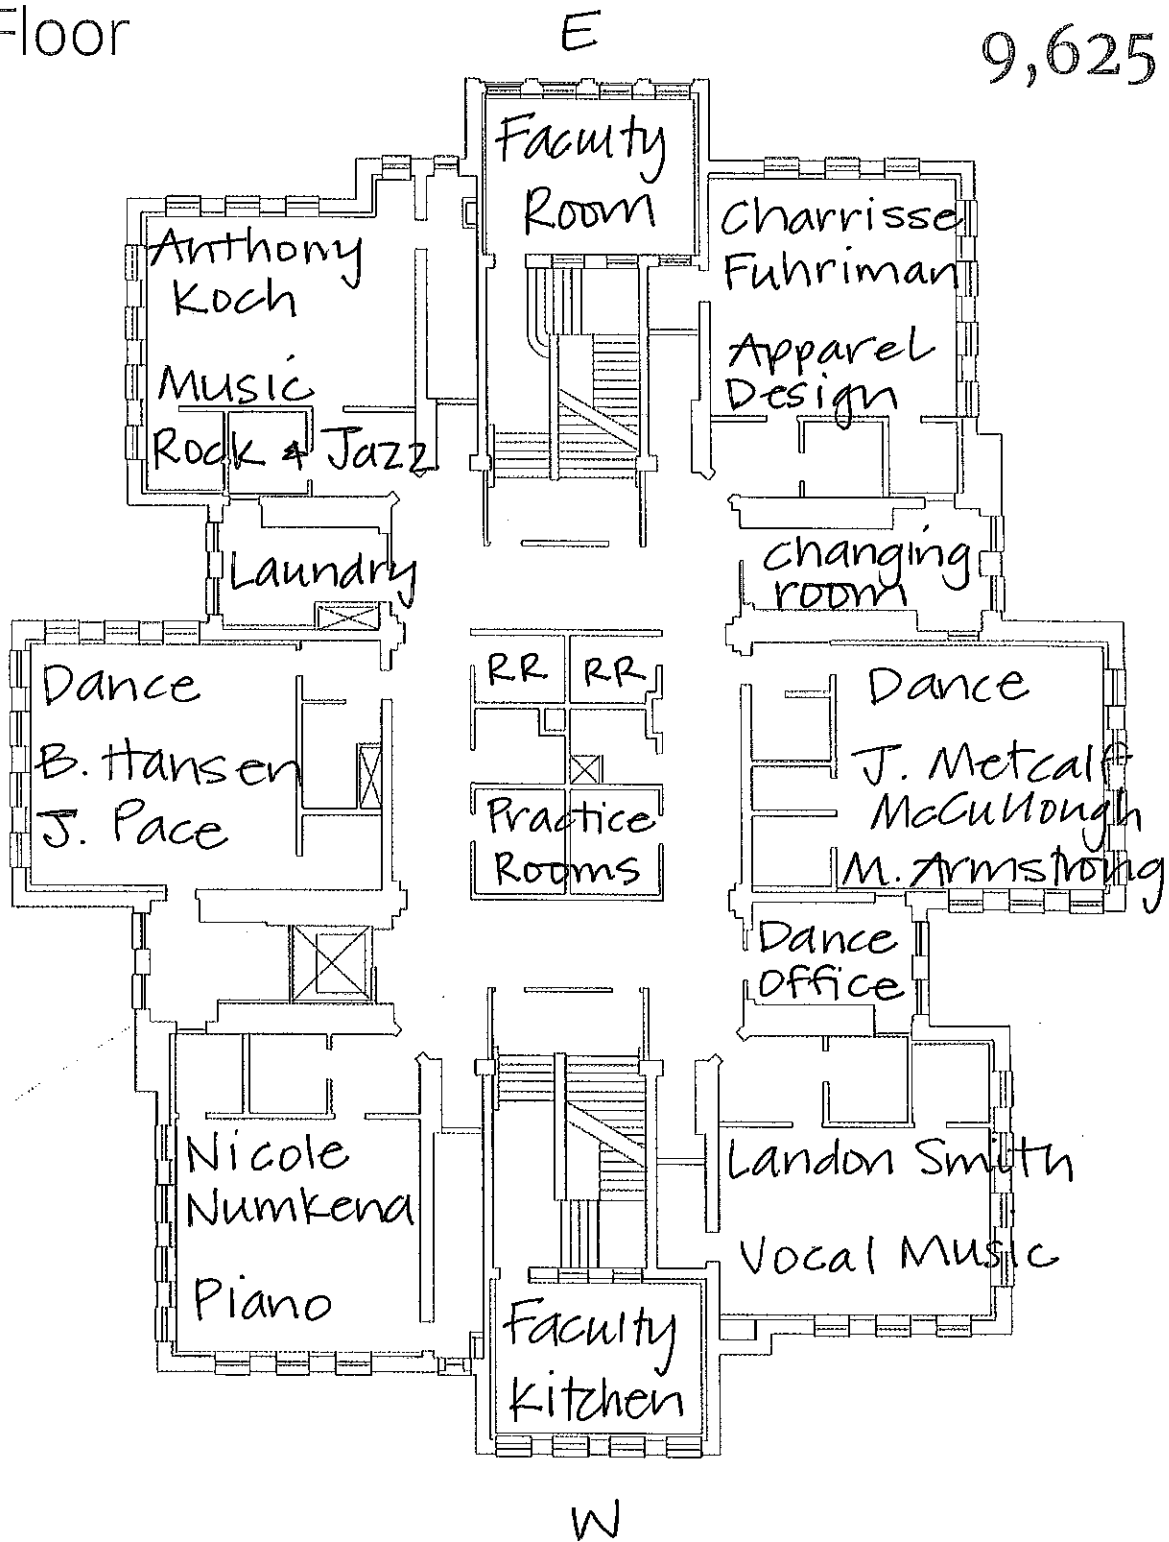 Floor
9,625
E
Faculty
Room
Anthony
Koch
Music
Rock & Jazz
Charrisse
Fuhriman
Apparel
Design
Laundry
changing
room
RR
RR
Dance
B. Hansen
J. Pace
Dance
J. Metcalf
McCullough
M. Armstrong
Practice
Rooms
Dance
Office
Nicole
Numkena
Piano
Landon Smith
Vocal Music
Faculty
Kitchen
W